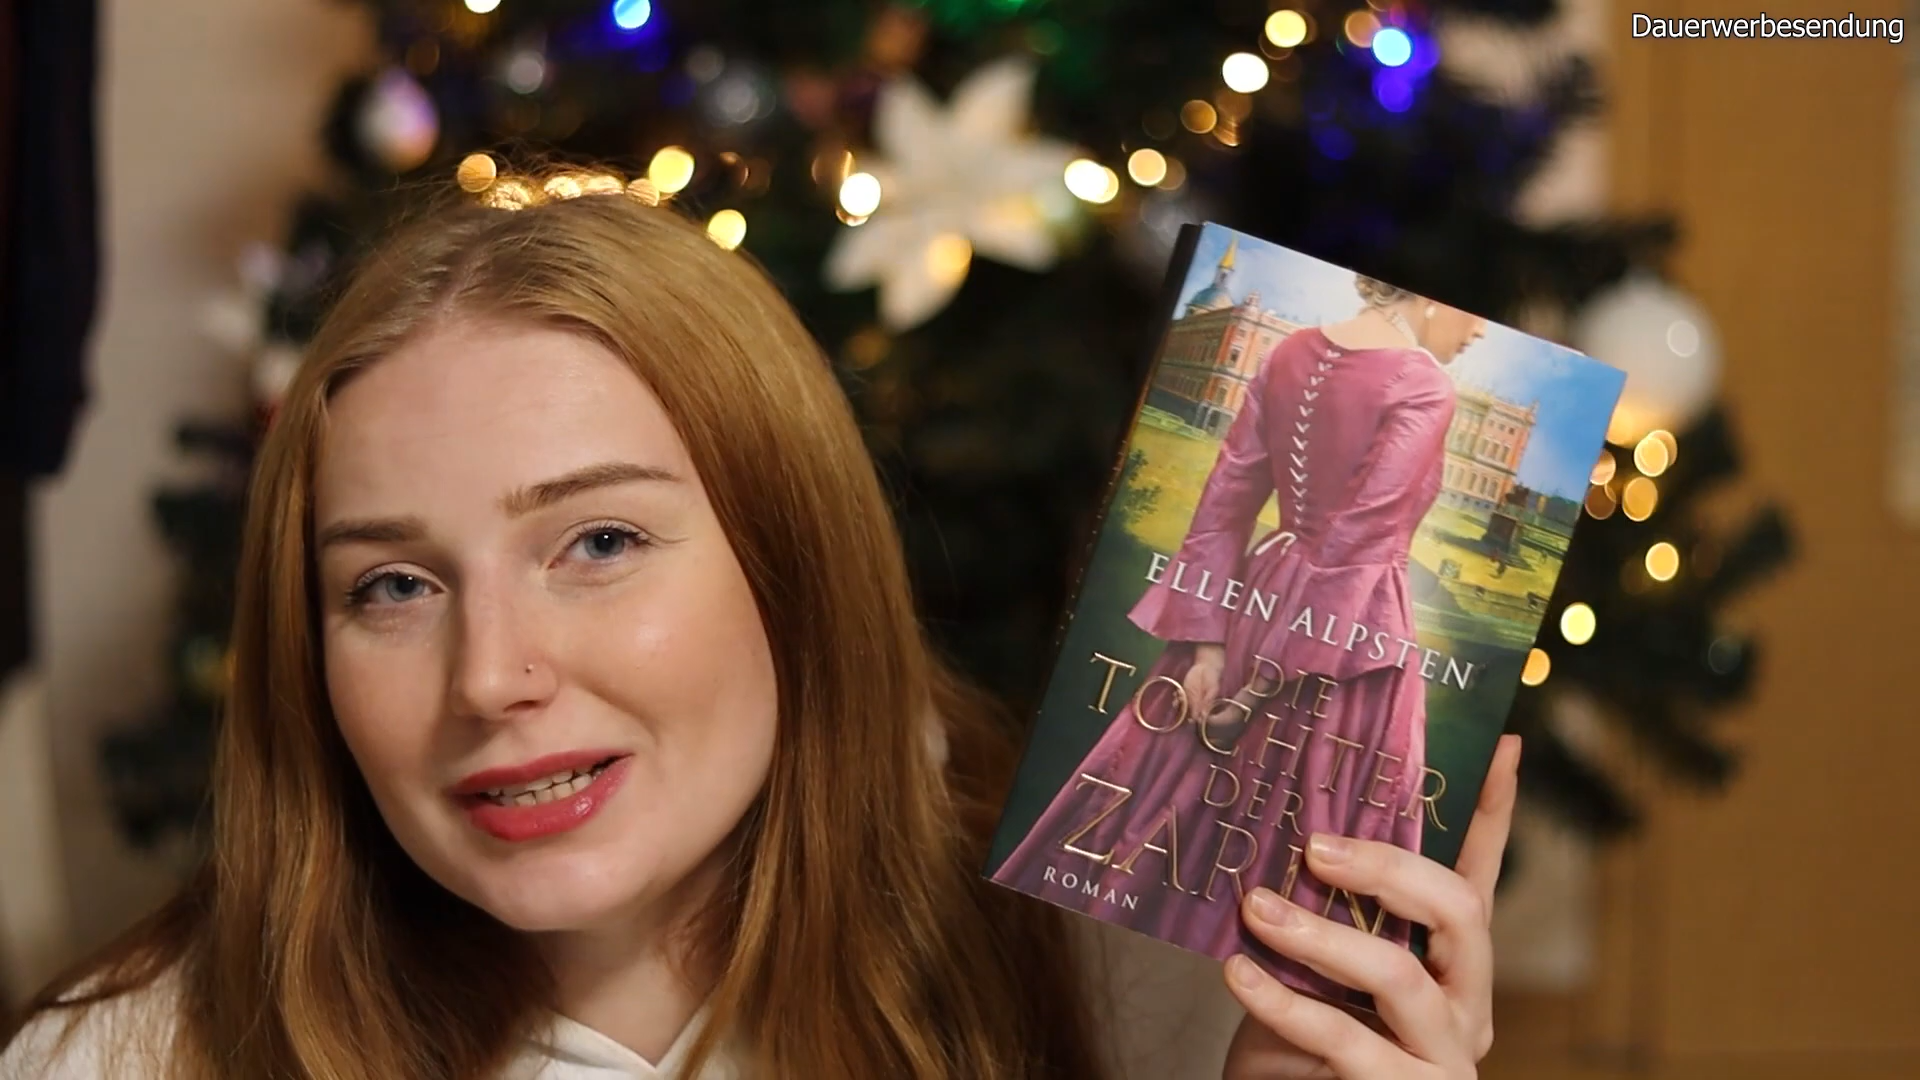 Dauerwerbesendung
ELLEN ALPSTEN
DIE
TOCHTER
DER
ZARIN
ROMAN